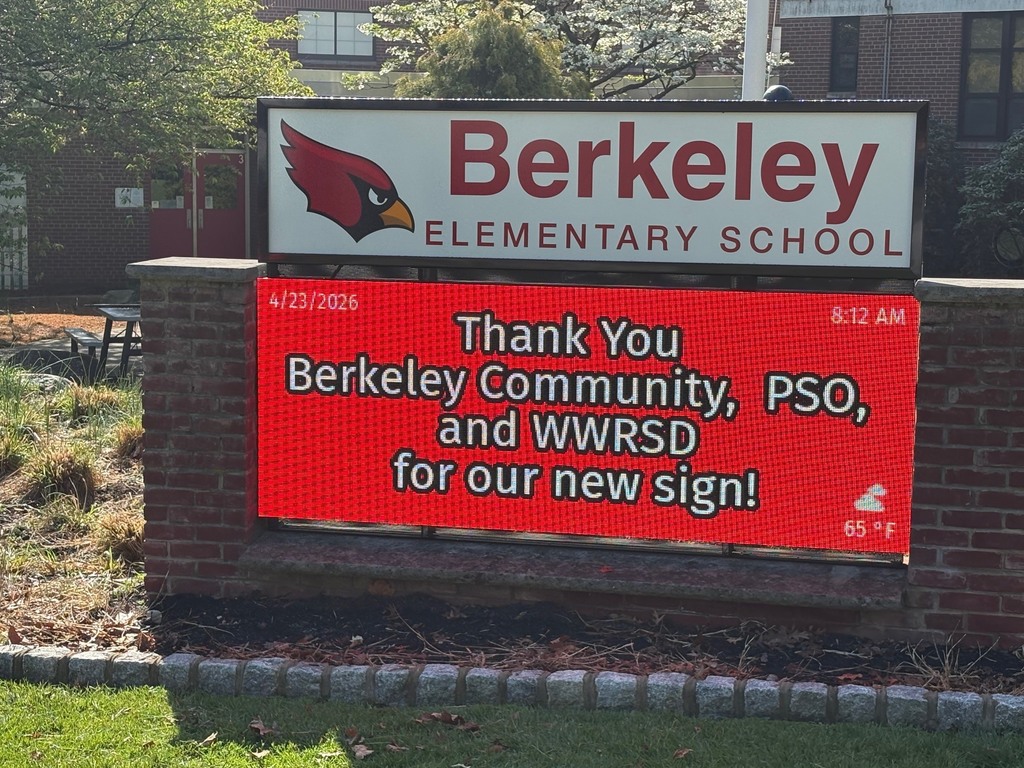 Berkeley
ELEMENTARY SCHOOL
4/23/2026
8:12 AM
Thank You
Berkeley Community, PSO,
and WWRSD
for our new sign!
65 °F
3